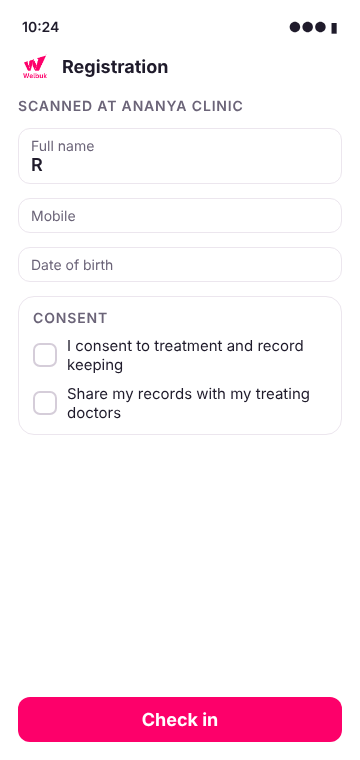 10:24
Welbuk
Registration
SCANNED AT ANANYA CLINIC
Full name
R
Mobile
Date of birth
CONSENT
I consent to treatment and record
keeping
Share my records with my treating
doctors
Check in